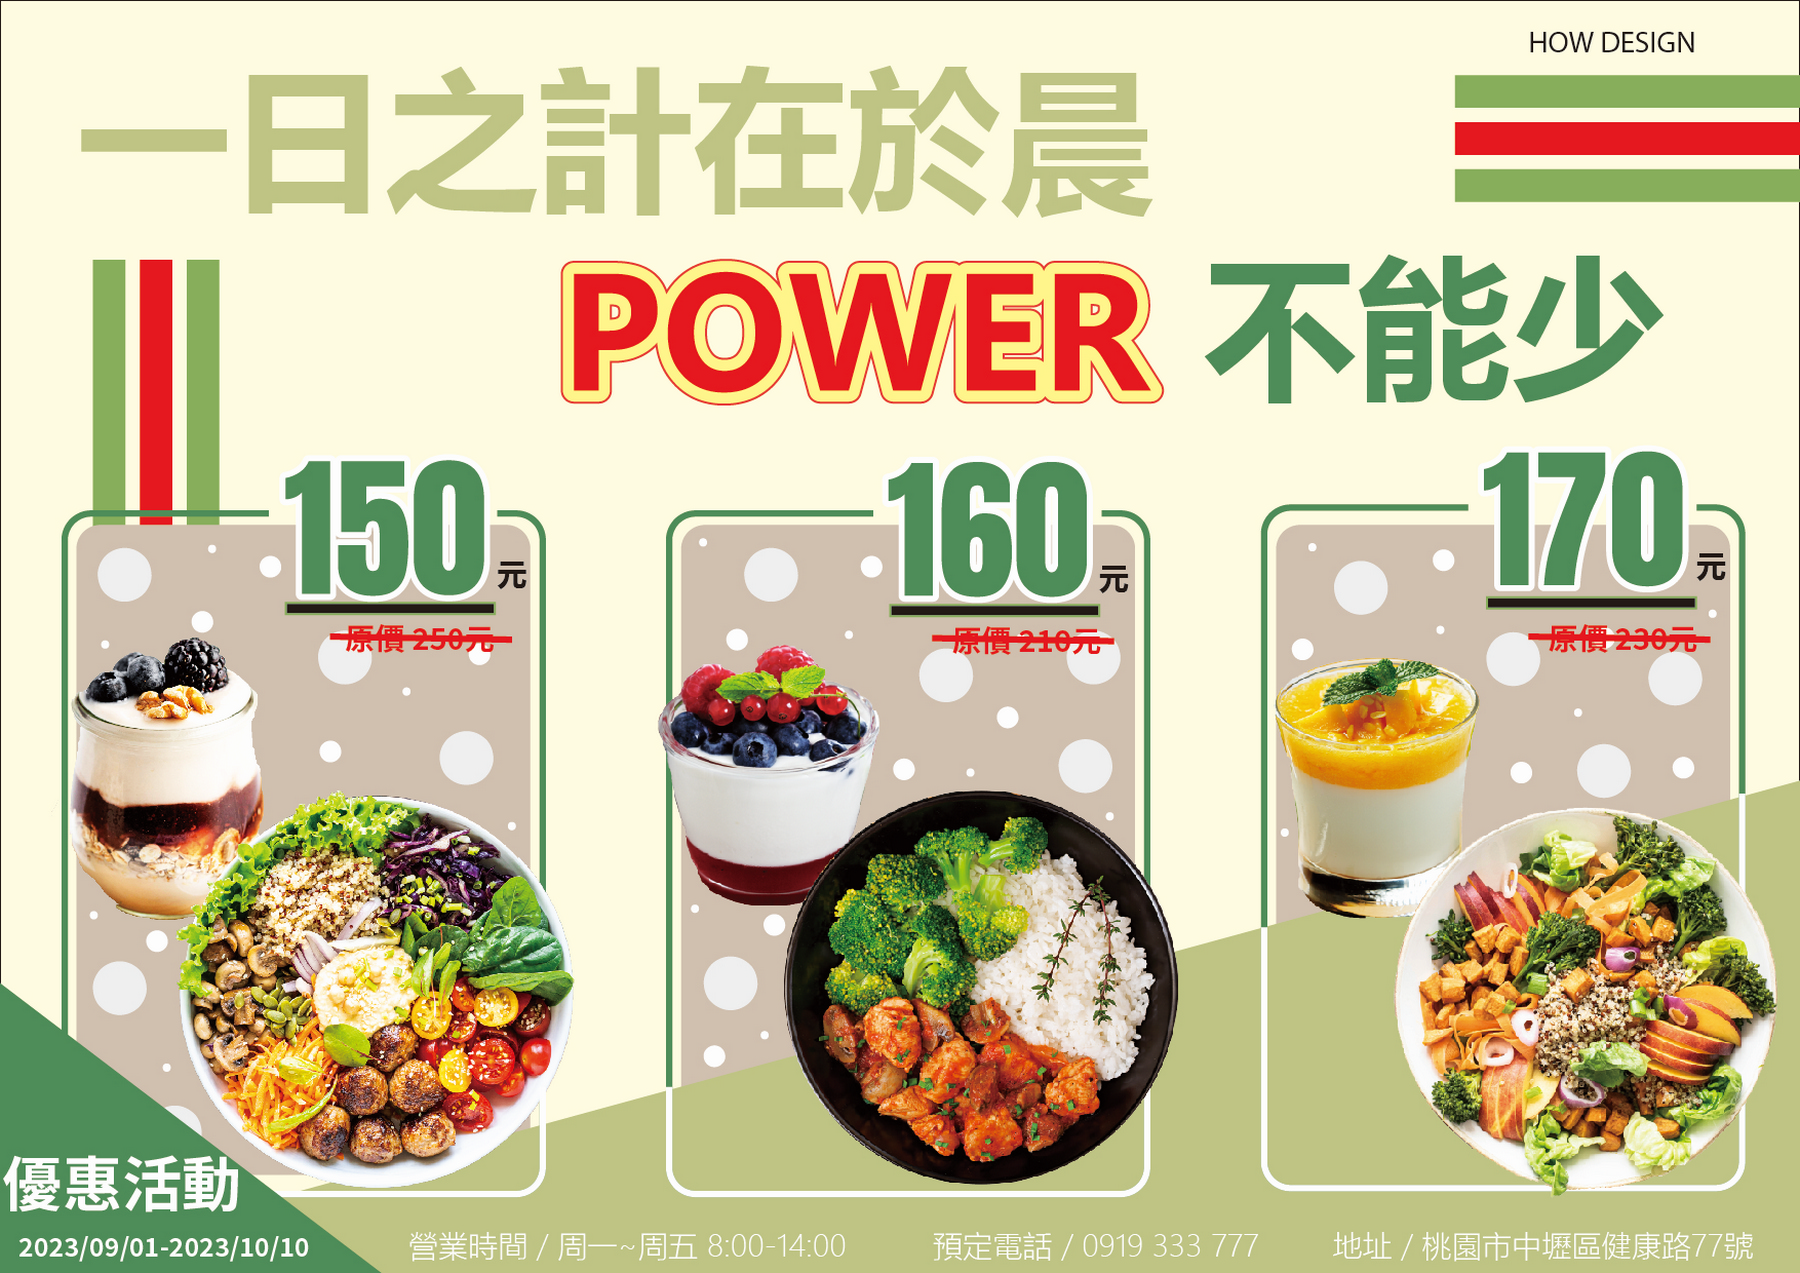 HOW DESIGN
一日之計在於晨
POWER 不能少
150元
原價 250元
160元
原價 210元
170元
原價 230元
優惠活動
2023/09/01-2023/10/10
營業時間 / 周一~周五 8:00-14:00
預定電話 / 0919 333 777
地址 / 桃園市中壢區健康路77號